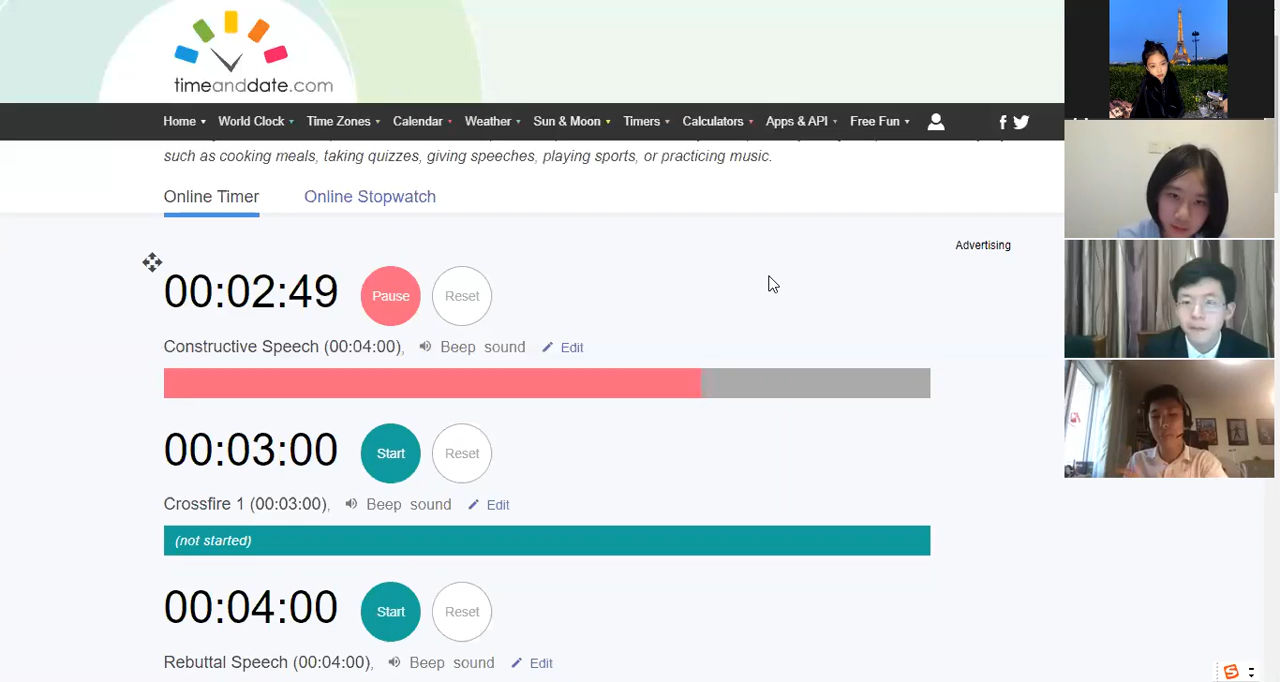 timeanddate.com
Home World Clock Time Zones Calendar Weather Sun & Moon Timers Calculators Apps & API Free Fun
such as cooking meals, taking quizzes, giving speeches, playing sports, or practicing music.
Online Timer Online Stopwatch
Advertising
00:02:49 Pause Reset
Constructive Speech (00:04:00), Beep sound Edit
00:03:00 Start Reset
Crossfire 1 (00:03:00), Beep sound Edit
(not started)
00:04:00 Start Reset
Rebuttal Speech (00:04:00), Beep sound Edit